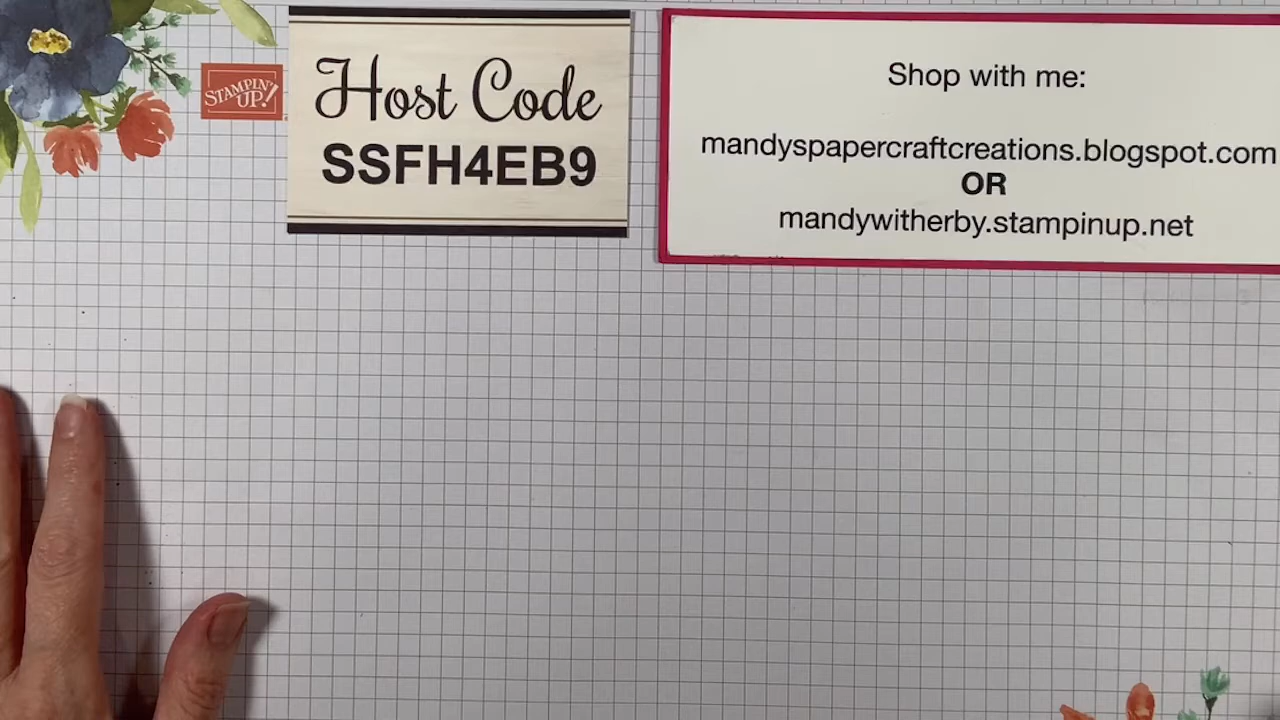 STAMPIN' UP!
Host Code
SSFH4EB9
Shop with me:
mandyspapercraftcreations.blogspot.com
OR
mandywitherby.stampinup.net